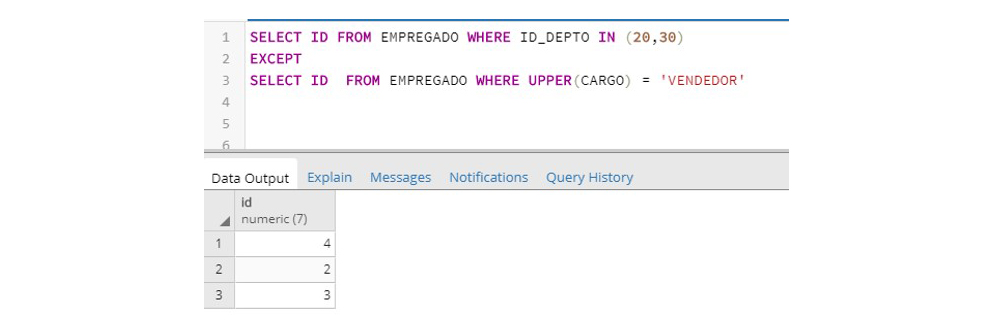 1 SELECT ID FROM EMPREGADO WHERE ID_DEPTO IN (20,30)
2 EXCEPT
3 SELECT ID  FROM EMPREGADO WHERE UPPER(CARGO) = 'VENDEDOR'
4
5
6
Data Output Explain Messages Notifications Query History
id
numeric (7)
1 4
2 2
3 3